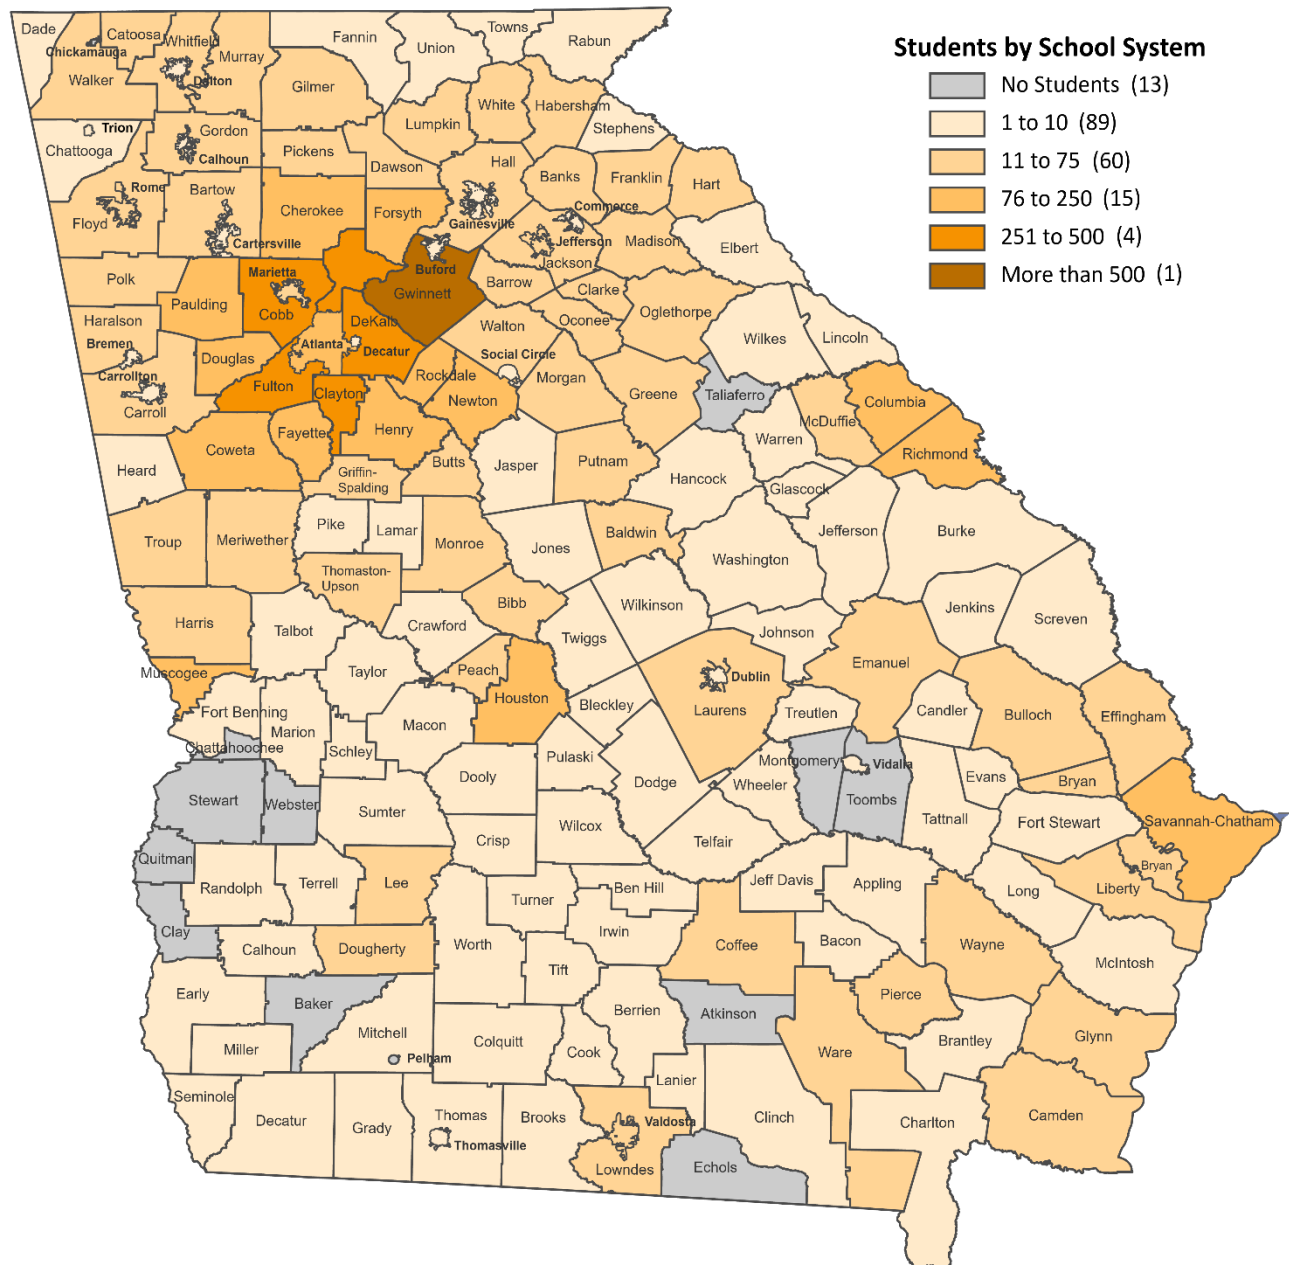 Students by School System
No Students (13)
1 to 10 (89)
11 to 75 (60)
76 to 250 (15)
251 to 500 (4)
More than 500 (1)
Dade
Catoosa
Whitfield
Fannin
Union
Towns
Rabun
Chickamauga
Murray
Walker
Dalton
Gilmer
White
Habersham
Lumpkin
Stephens
Trion
Gordon
Chattooga
Calhoun
Pickens
Dawson
Hall
Banks
Franklin
Hart
Rome
Bartow
Floyd
Cherokee
Forsyth
Gainesville
Commerce
Cartersville
Jefferson
Madison
Elbert
Jackson
Buford
Polk
Marietta
Gwinnett
Barrow
Clarke
Paulding
Cobb
Oglethorpe
Haralson
DeKalb
Oconee
Bremen
Atlanta
Decatur
Walton
Wilkes
Lincoln
Douglas
Social Circle
Carrollton
Fulton
Clayton
Rockdale
Morgan
Greene
Taliaferro
Carroll
Newton
Columbia
Fayette
Henry
McDuffie
Coweta
Warren
Richmond
Heard
Griffin-
Spalding
Butts
Jasper
Putnam
Hancock
Glascock
Troup
Meriwether
Pike
Lamar
Monroe
Jones
Baldwin
Washington
Jefferson
Burke
Thomaston-
Upson
Bibb
Wilkinson
Jenkins
Screven
Harris
Talbot
Crawford
Twiggs
Johnson
Muscogee
Taylor
Peach
Emanuel
Dublin
Houston
Laurens
Bleckley
Treutlen
Candler
Bulloch
Effingham
Fort Benning
Marion
Macon
Chattahoochee
Schley
Pulaski
Montgomery
Vidalia
Dooly
Dodge
Wheeler
Evans
Bryan
Stewart
Webster
Sumter
Toombs
Tattnall
Fort Stewart
Savannah-Chatham
Wilcox
Crisp
Telfair
Quitman
Bryan
Randolph
Terrell
Lee
Ben Hill
Jeff Davis
Appling
Long
Liberty
Turner
Clay
Irwin
Calhoun
Dougherty
Worth
Coffee
Bacon
Wayne
McIntosh
Tift
Early
Baker
Berrien
Atkinson
Pierce
Mitchell
Colquitt
Cook
Ware
Brantley
Glynn
Miller
Pelham
Lanier
Seminole
Decatur
Grady
Thomas
Brooks
Valdosta
Clinch
Charlton
Camden
Thomasville
Lowndes
Echols